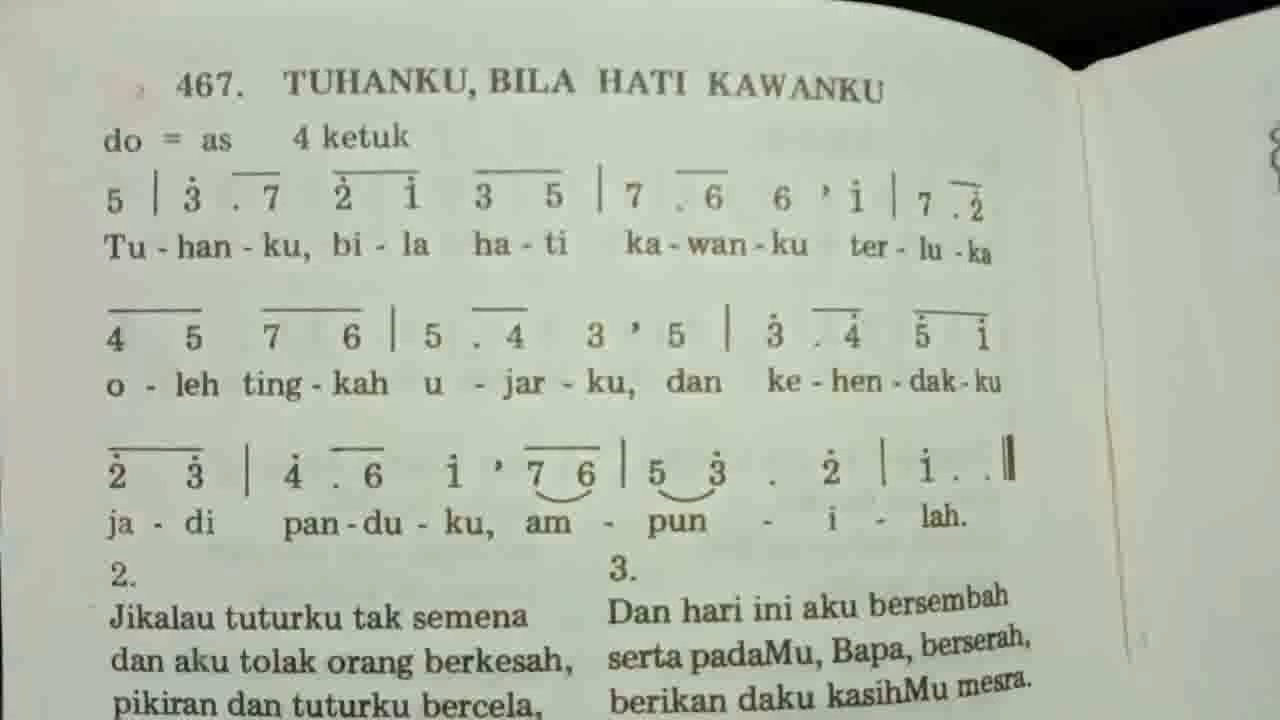 467. TUHANKU, BILA HATI KAWANKU
do = as 4 ketuk
5 | 3̇ . 7 2̇ 1̇ 3 5 | 7 . 6 6 ’ 1̇ | 7 . 2̇
Tu - han - ku, bi - la ha - ti ka - wan - ku ter - lu - ka
4 5 7 6 | 5 . 4 3 ’ 5 | 3̇ . 4̇ 5̇ 1̇
o - leh ting - kah u - jar - ku, dan ke - hen - dak - ku
2̇ 3̇ | 4̇ . 6 1̇ ’ 7 6 | 5 3̇ . 2̇ | 1̇ . . ‖
ja - di pan - du - ku, am - pun - i - lah.
2.
Jikalau tuturku tak semena
dan aku tolak orang berkesah,
pikiran dan tuturku bercela,
3.
Dan hari ini aku bersembah
serta padaMu, Bapa, berserah,
berikan daku kasihMu mesra.